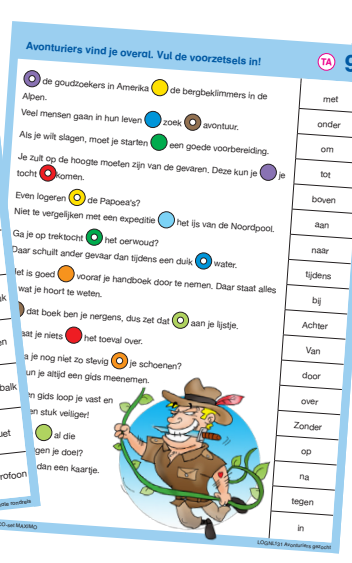 Avonturiers vind je overal. Vul de voorzetsels in!
TA
9
de goudzoekers in Amerika de bergbeklimmers in de
Alpen.
Veel mensen gaan in hun leven zoek avontuur.
Als je wilt slagen, moet je starten een goede voorbereiding.
Je zult op de hoogte moeten zijn van de gevaren. Deze kun je je
tocht komen.
Even logeren de Papoea's?
Niet te vergelijken met een expeditie het ijs van de Noordpool.
Ga je op trektocht het oerwoud?
Daar schuilt ander gevaar dan tijdens een duik water.
Het is goed vooraf je handboek door te nemen. Daar staat alles
wat je hoort te weten.
dat boek ben je nergens, dus zet dat aan je lijstje.
aat je niets het toeval over.
a je nog niet zo stevig je schoenen?
un je altijd een gids meenemen.
n gids loop je vast en
en stuk veiliger!
al die
gen je doel?
dan een kaartje.
met
onder
om
tot
boven
aan
naar
tijdens
bij
Achter
Van
door
over
Zonder
op
na
tegen
in
balk
uet
rofoon
CO-set MAXIMO
LOGNL7/21 Avonturiers gezocht